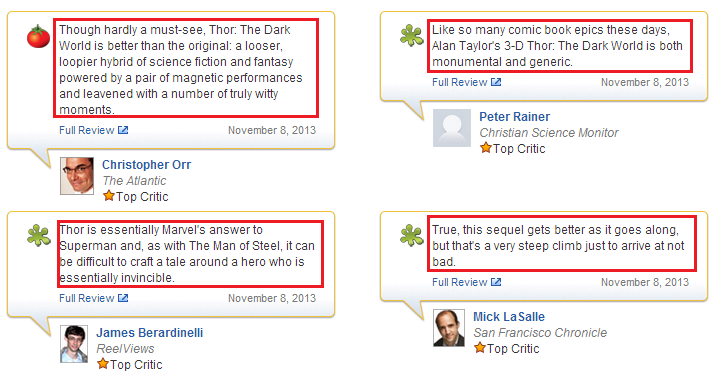 Though hardly a must-see, Thor: The Dark
World is better than the original: a looser,
loopier hybrid of science fiction and fantasy
powered by a pair of magnetic performances
and leavened with a number of truly witty
moments.
Full Review November 8, 2013
Christopher Orr
The Atlantic
Top Critic
Like so many comic book epics these days,
Alan Taylor's 3-D Thor: The Dark World is both
monumental and generic.
Full Review November 8, 2013
Peter Rainer
Christian Science Monitor
Top Critic
Thor is essentially Marvel's answer to
Superman and, as with The Man of Steel, it can
be difficult to craft a tale around a hero who is
essentially invincible.
Full Review November 8, 2013
James Berardinelli
ReelViews
Top Critic
True, this sequel gets better as it goes along,
but that's a very steep climb just to arrive at not
bad.
Full Review November 8, 2013
Mick LaSalle
San Francisco Chronicle
Top Critic